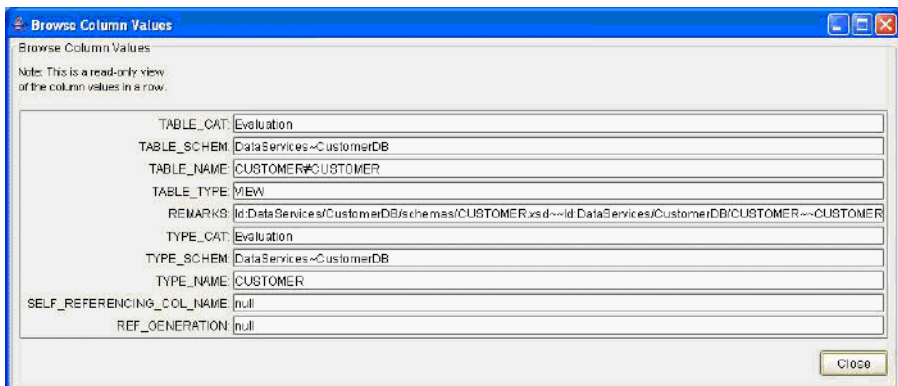 Browse Column Values
Browse Column Values
Note: This is a read-only view
of the column values in a row.
TABLE_CAT: Evaluation
TABLE_SCHEM: DataServices~CustomerDB
TABLE_NAME: CUSTOMER#CUSTOMER
TABLE_TYPE: VIEW
REMARKS: ld:DataServices/CustomerDB/schemas/CUSTOMER.xsd~~ld:DataServices/CustomerDB/CUSTOMER~~CUSTOMER
TYPE_CAT: Evaluation
TYPE_SCHEM: DataServices~CustomerDB
TYPE_NAME: CUSTOMER
SELF_REFERENCING_COL_NAME: null
REF_GENERATION: null
Close